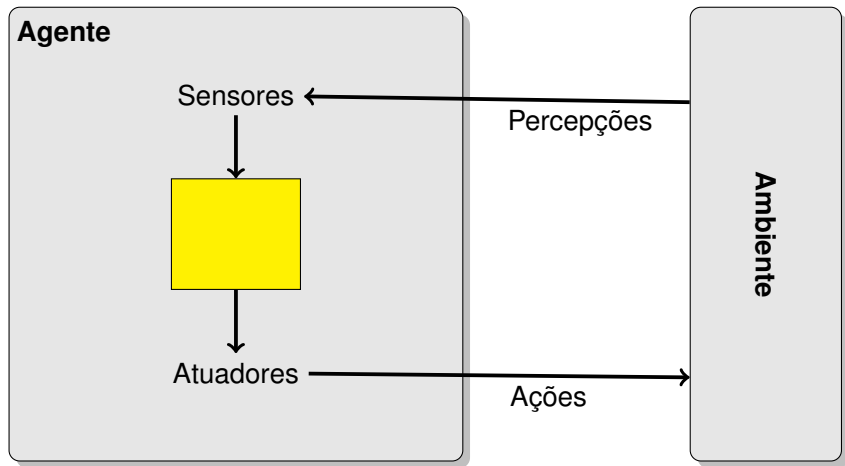 Agente
Sensores
Percepções
Ambiente
Atuadores
Ações